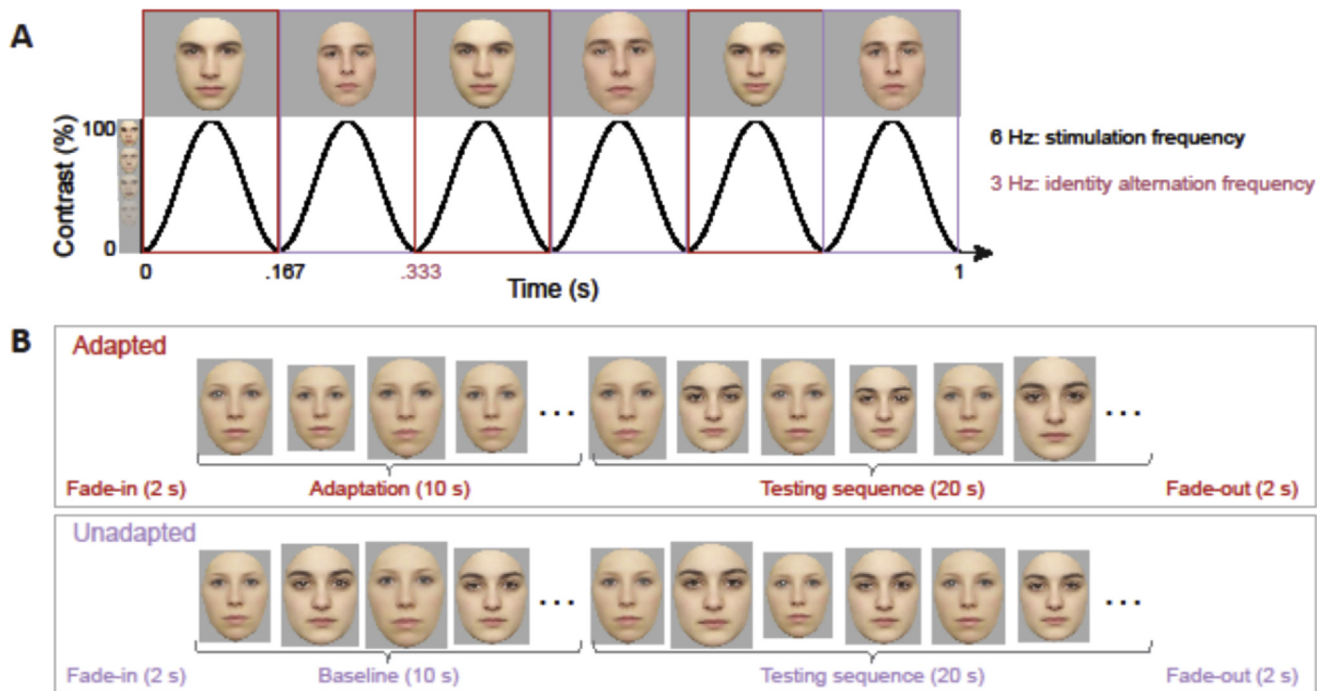 A
Contrast (%)
100
0
0
.167
.333
1
Time (s)
6 Hz: stimulation frequency
3 Hz: identity alternation frequency
B
Adapted
...
...
Fade-in (2 s)
Adaptation (10 s)
Testing sequence (20 s)
Fade-out (2 s)
Unadapted
...
...
Fade-in (2 s)
Baseline (10 s)
Testing sequence (20 s)
Fade-out (2 s)